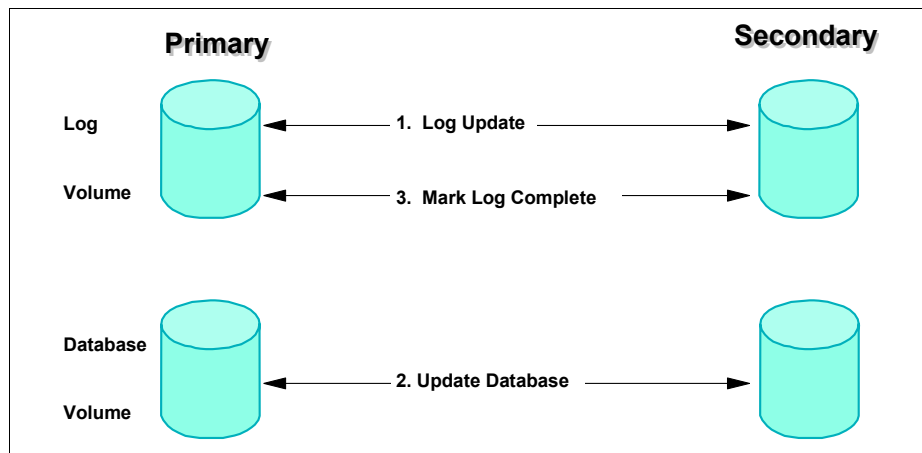 Primary
Secondary
Log
1. Log Update
Volume
3. Mark Log Complete
Database
2. Update Database
Volume